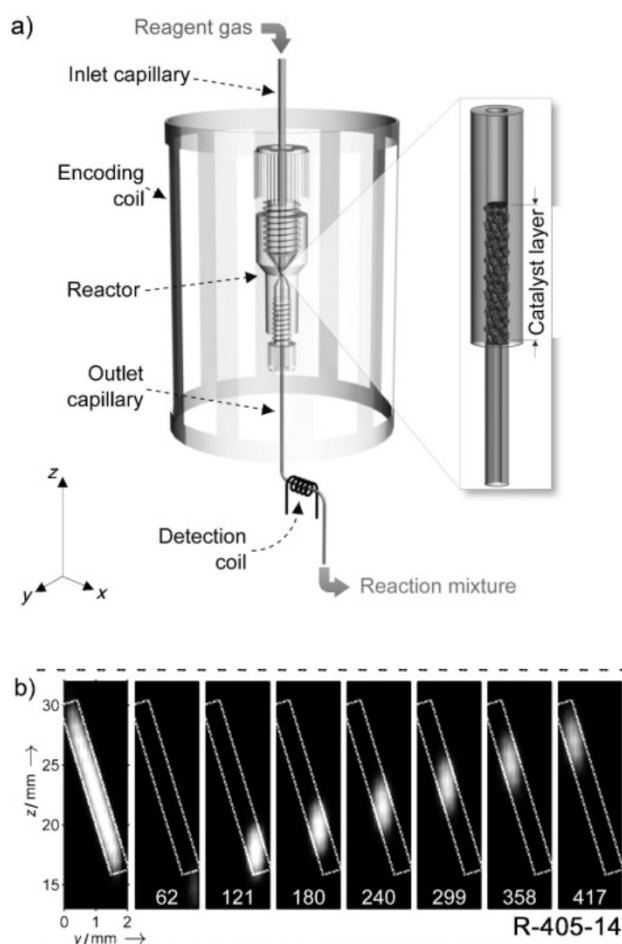 a)
Reagent gas
Inlet capillary
Encoding
coil
Reactor
Catalyst layer
Outlet
capillary
z
y
x
Detection
coil
Reaction mixture
b)
30
25
20
15
z/mm →
62
121
180
240
299
358
417
0 1 2
y/mm →
R-405-14